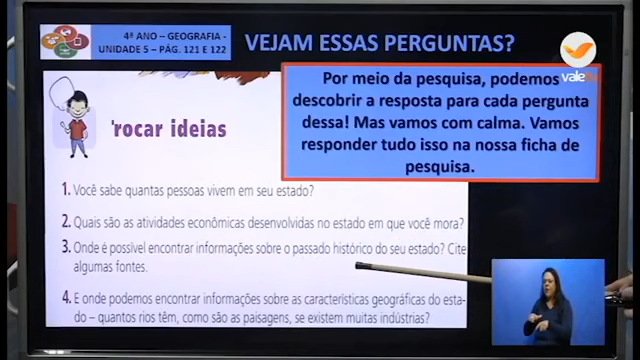 4º ANO – GEOGRAFIA -
UNIDADE 5 – PÁG. 121 E 122
VEJAM ESSAS PERGUNTAS?
Por meio da pesquisa, podemos
descobrir a resposta para cada pergunta
dessa! Mas vamos com calma. Vamos
responder tudo isso na nossa ficha de
pesquisa.
rocar ideias
1. Você sabe quantas pessoas vivem em seu estado?
2. Quais são as atividades econômicas desenvolvidas no estado em que você mora?
3. Onde é possível encontrar informações sobre o passado histórico do seu estado? Cite
algumas fontes.
4. E onde podemos encontrar informações sobre as características geográficas do esta-
do – quantos rios têm, como são as paisagens, se existem muitas indústrias?